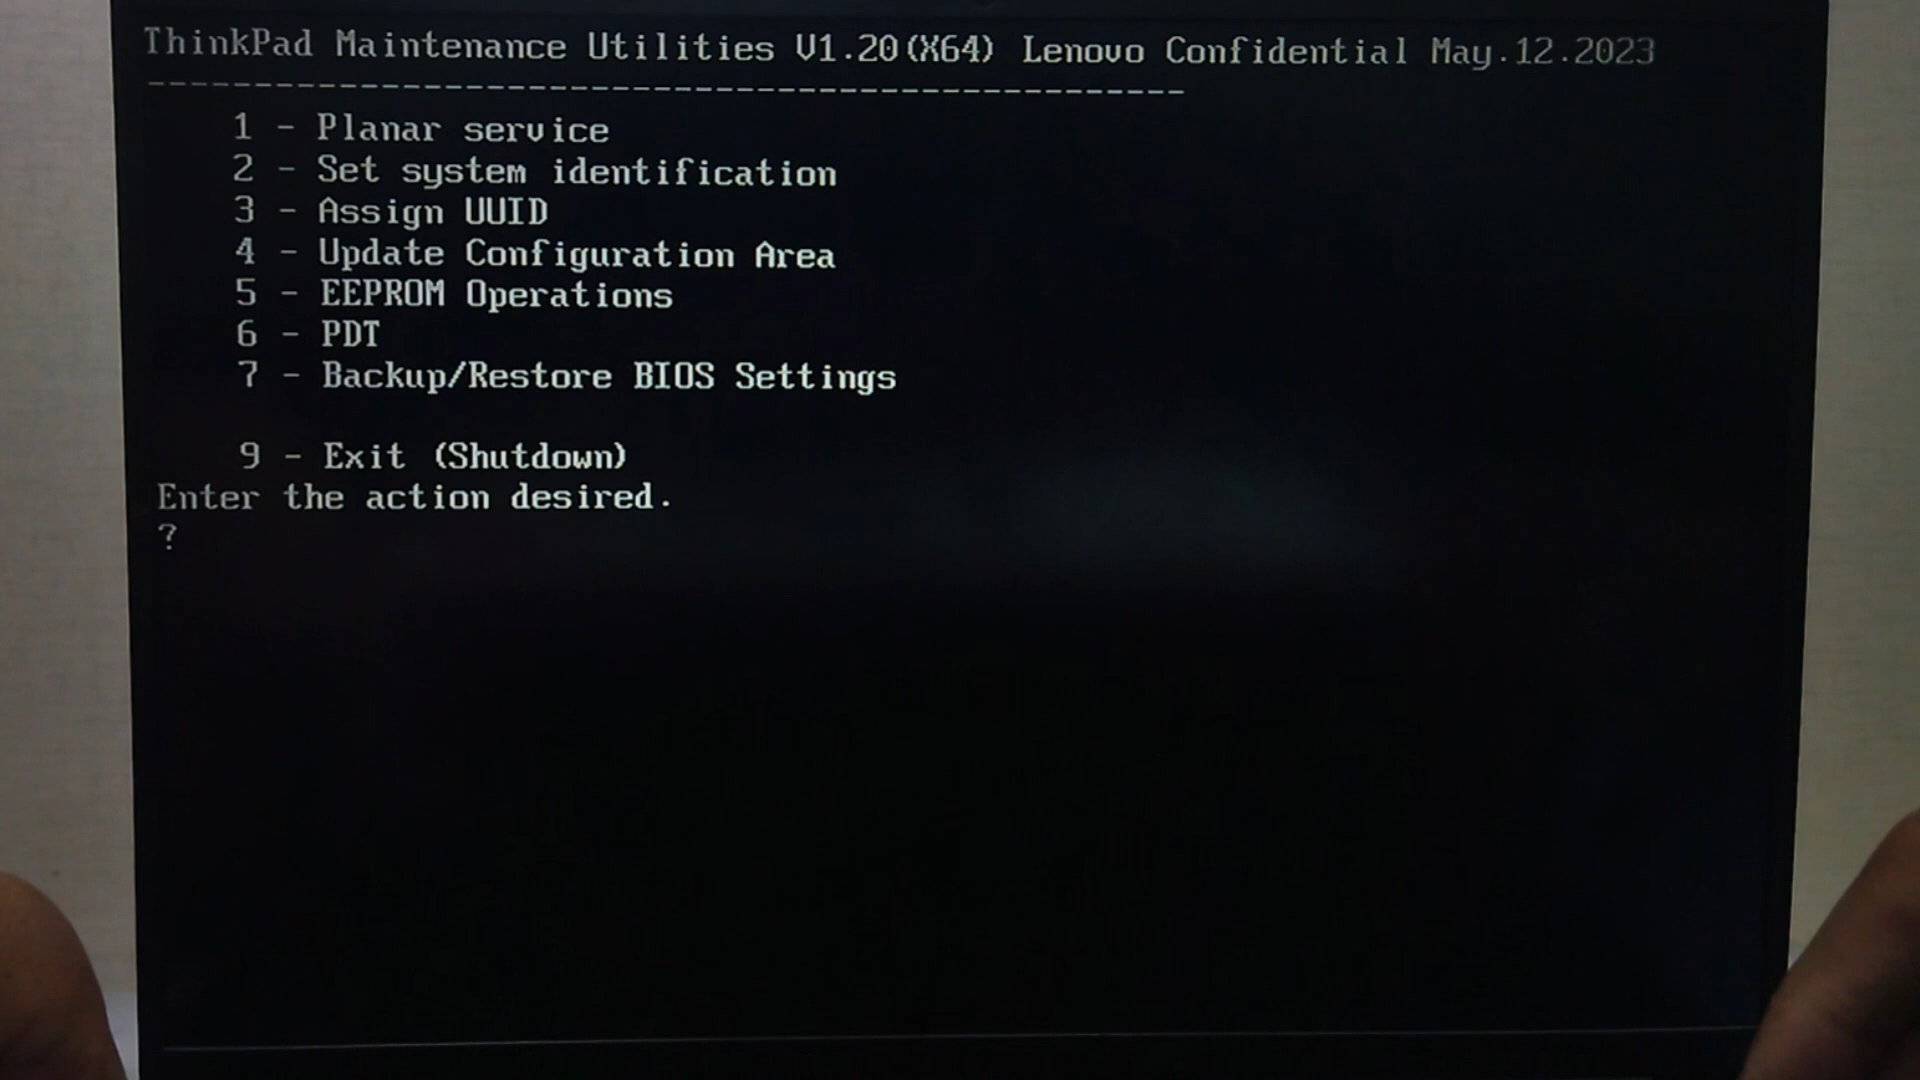 ThinkPad Maintenance Utilities V1.20(X64) Lenovo Confidential May.12.2023
--------------------------------------------------
1 - Planar service
2 - Set system identification
3 - Assign UUID
4 - Update Configuration Area
5 - EEPROM Operations
6 - PDT
7 - Backup/Restore BIOS Settings
9 - Exit (Shutdown)
Enter the action desired.
?